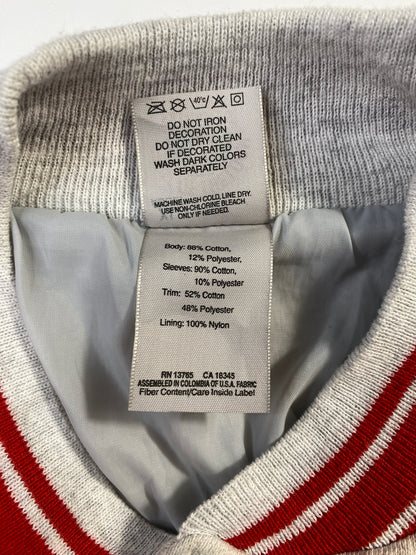 40°c
DO NOT IRON
DECORATION
DO NOT DRY CLEAN
IF DECORATED
WASH DARK COLORS
SEPARATELY
MACHINE WASH COLD, LINE DRY.
USE NON-CHLORINE BLEACH
ONLY IF NEEDED.
Body: 88% Cotton,
12% Polyester,
Sleeves: 90% Cotton,
10% Polyester,
Trim: 52% Cotton
48% Polyester
Lining: 100% Nylon
RN 13765 CA 18345
ASSEMBLED IN COLOMBIA OF U.S.A. FABRIC
Fiber Content/Care Inside Label